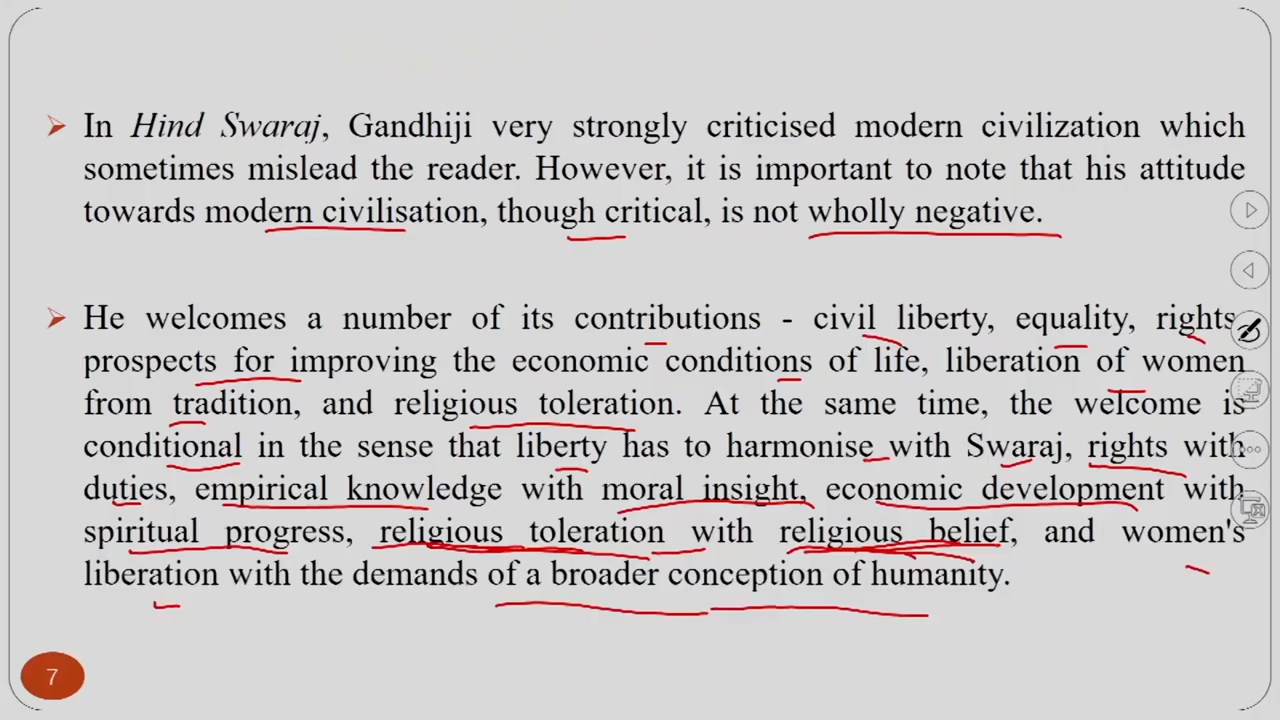 In Hind Swaraj, Gandhiji very strongly criticised modern civilization which
sometimes mislead the reader. However, it is important to note that his attitude
towards modern civilisation, though critical, is not wholly negative.
He welcomes a number of its contributions - civil liberty, equality, rights,
prospects for improving the economic conditions of life, liberation of women
from tradition, and religious toleration. At the same time, the welcome is
conditional in the sense that liberty has to harmonise with Swaraj, rights with
duties, empirical knowledge with moral insight, economic development with
spiritual progress, religious toleration with religious belief, and women's
liberation with the demands of a broader conception of humanity.
7